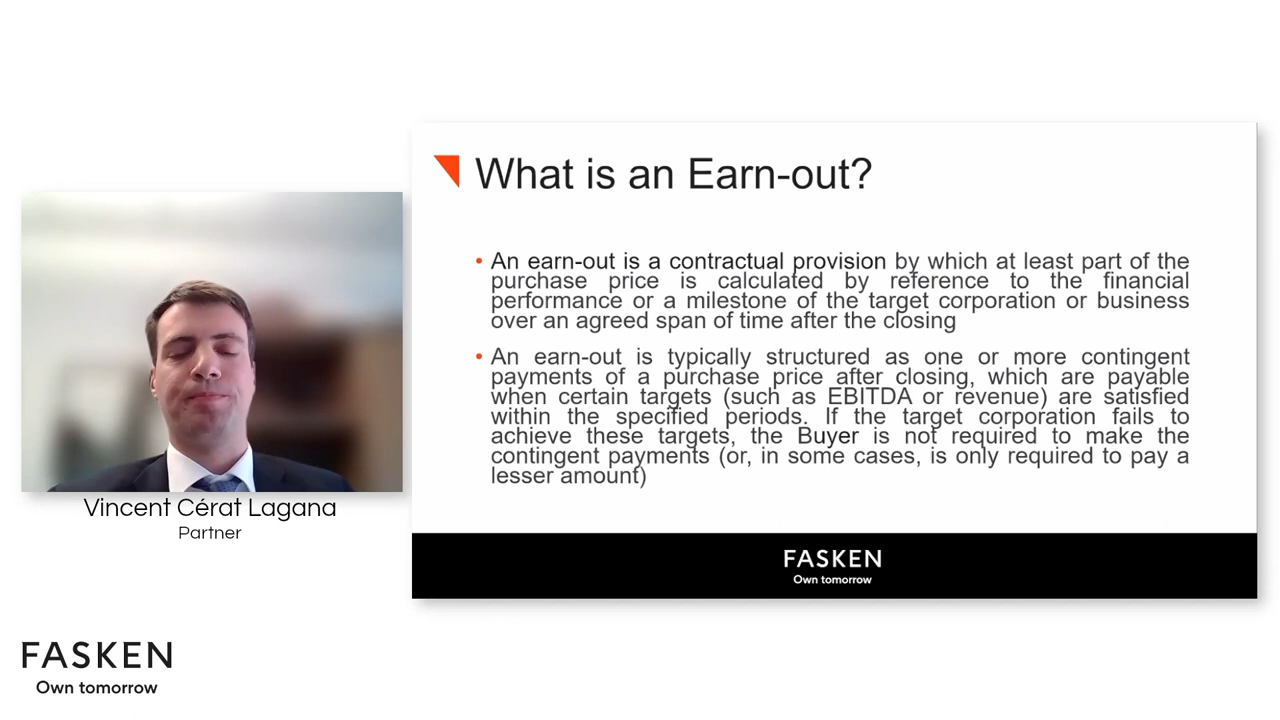 What is an Earn-out?
• An earn-out is a contractual provision by which at least part of the
purchase price is calculated by reference to the financial
performance or a milestone of the target corporation or business
over an agreed span of time after the closing
• An earn-out is typically structured as one or more contingent
payments of a purchase price after closing, which are payable
when certain targets (such as EBITDA or revenue) are satisfied
within the specified periods. If the target corporation fails to
achieve these targets, the Buyer is not required to make the
contingent payments (or, in some cases, is only required to pay a
lesser amount)
FASKEN
Own tomorrow
Vincent Cérat Lagana
Partner
FASKEN
Own tomorrow